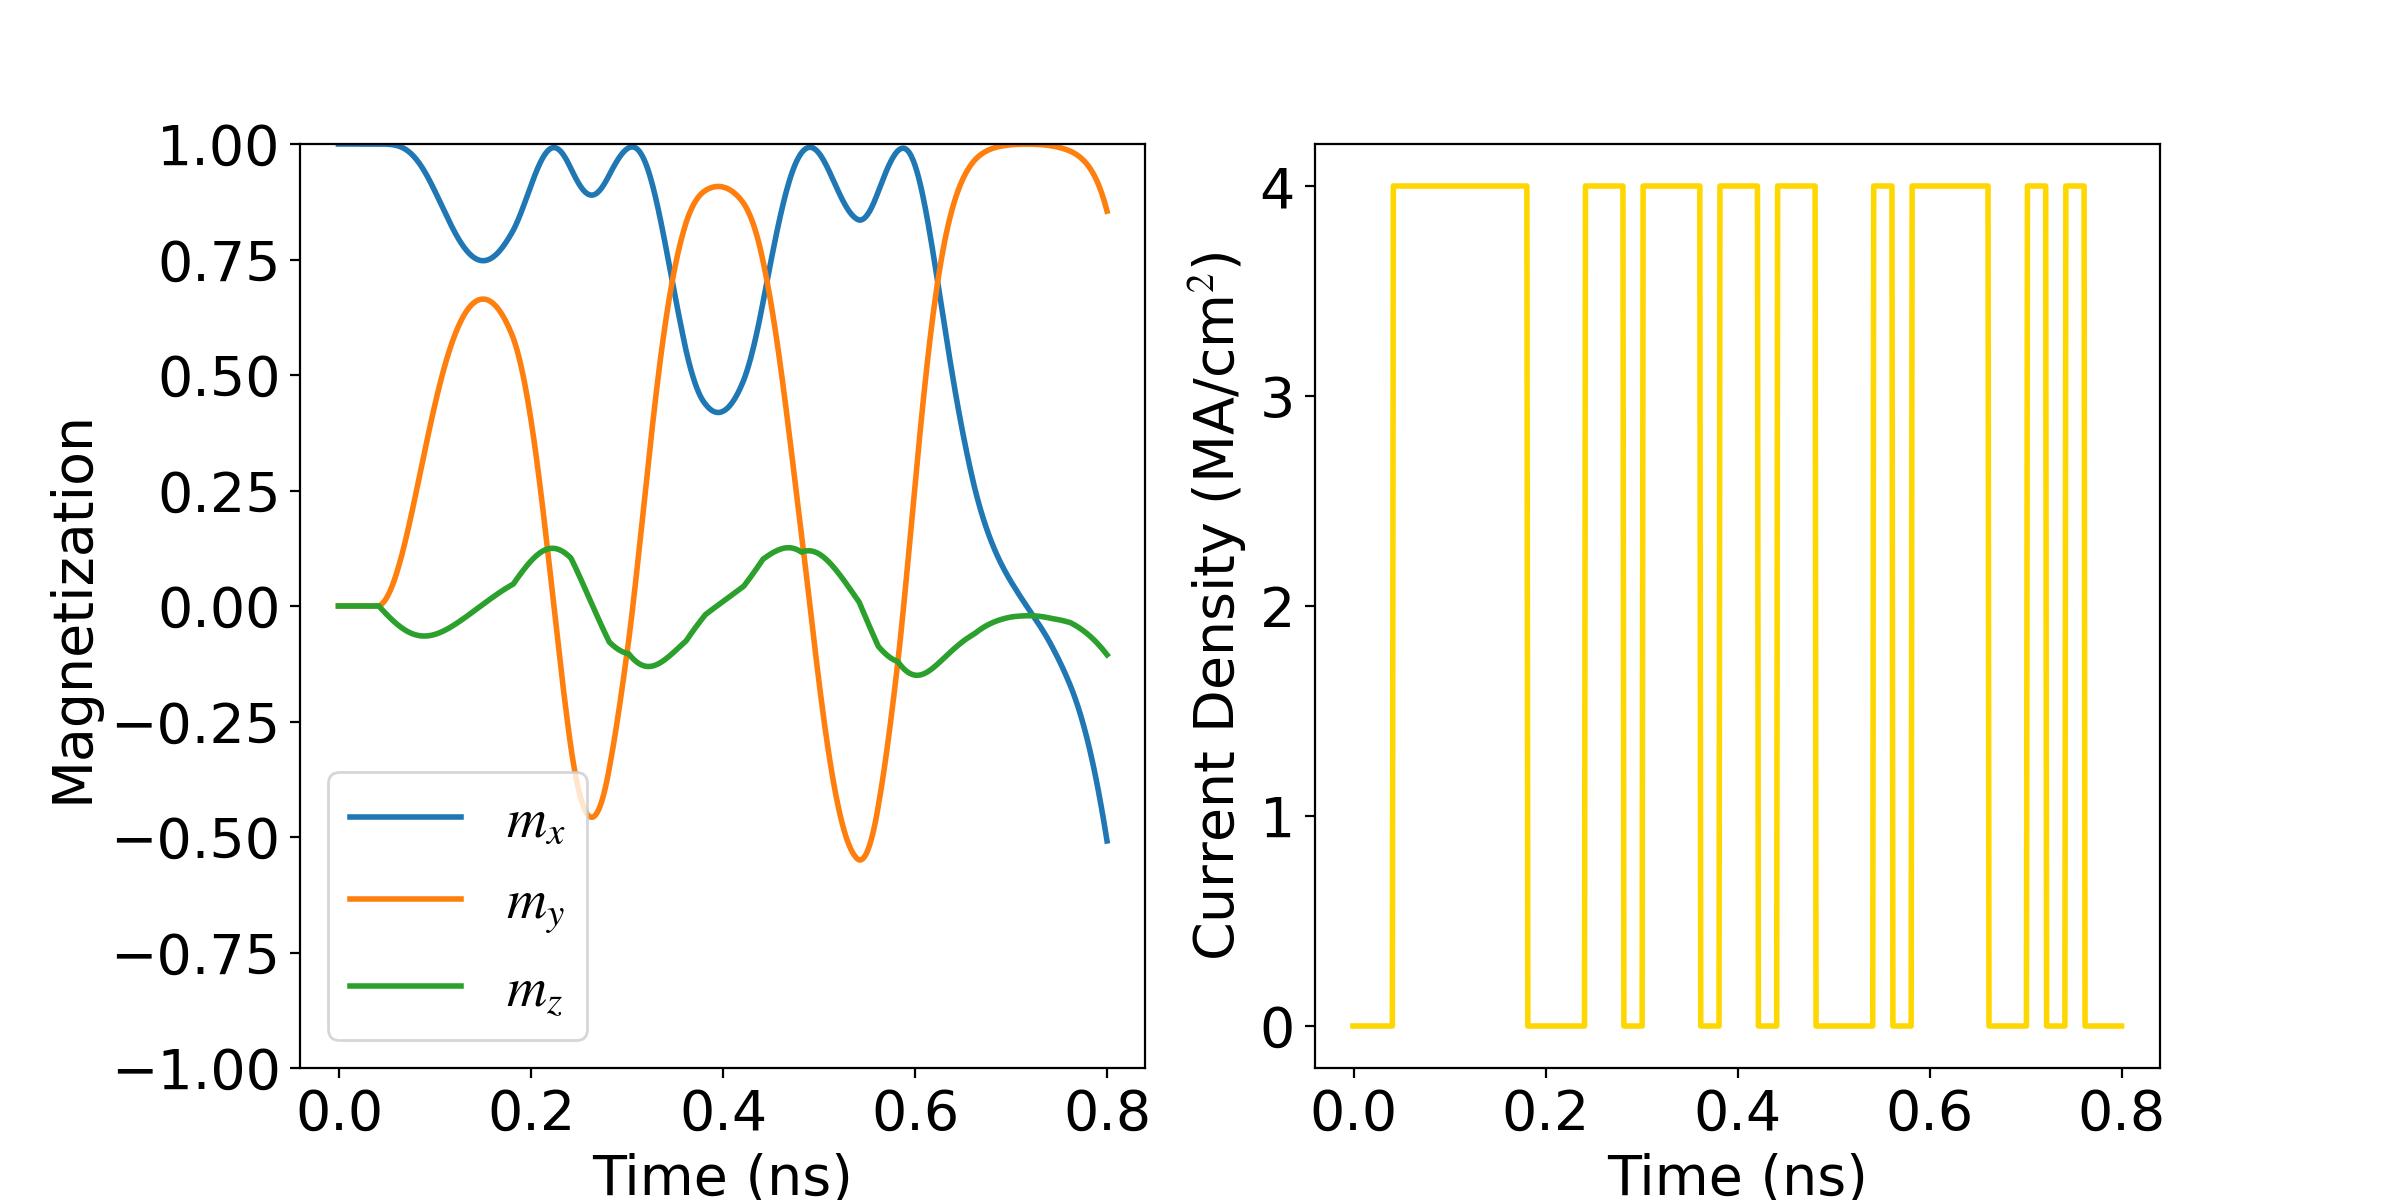 Magnetization
1.00
0.75
0.50
0.25
0.00
−0.25
−0.50
−0.75
−1.00
m_x
m_y
m_z
0.0 0.2 0.4 0.6 0.8
Time (ns)
Current Density (MA/cm²)
4
3
2
1
0
0.0 0.2 0.4 0.6 0.8
Time (ns)